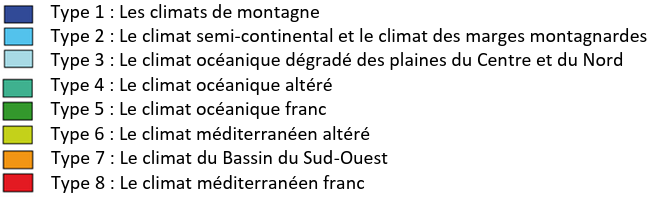 Type 1 : Les climats de montagne
Type 2 : Le climat semi-continental et le climat des marges montagnardes
Type 3 : Le climat océanique dégradé des plaines du Centre et du Nord
Type 4 : Le climat océanique altéré
Type 5 : Le climat océanique franc
Type 6 : Le climat méditerranéen altéré
Type 7 : Le climat du Bassin du Sud-Ouest
Type 8 : Le climat méditerranéen franc